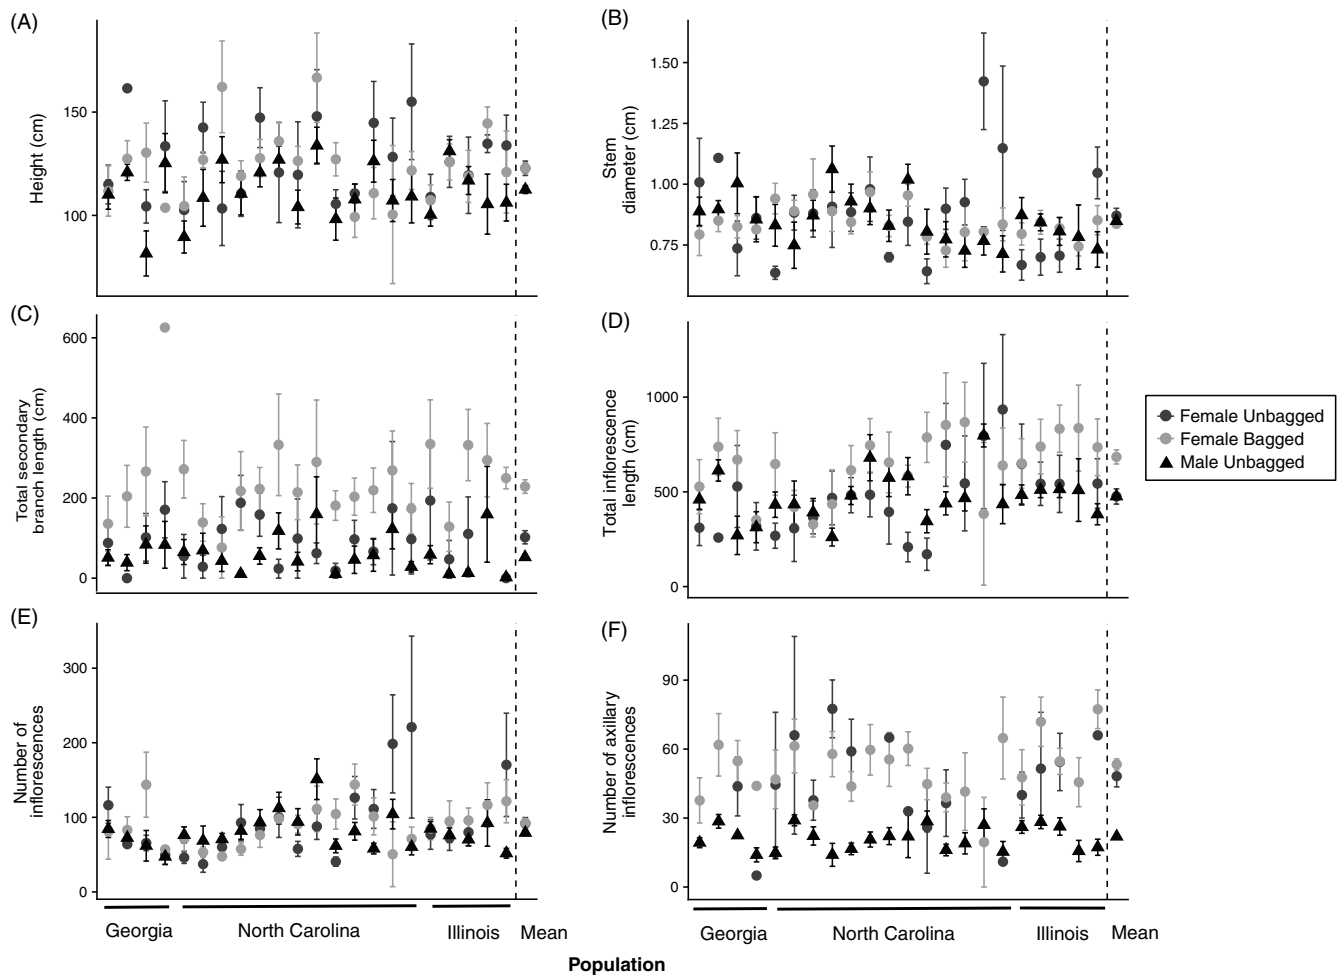 (A)
Height (cm)
150
100
(B)
Stem
diameter (cm)
1.50
1.25
1.00
0.75
(C)
Total secondary
branch length (cm)
600
400
200
0
(D)
Total inflorescence
length (cm)
1000
500
0
Female Unbagged
Female Bagged
Male Unbagged
(E)
Number of
inflorescences
300
200
100
0
(F)
Number of axillary
inflorescences
90
60
30
0
Georgia
North Carolina
Illinois
Mean
Georgia
North Carolina
Illinois
Mean
Population